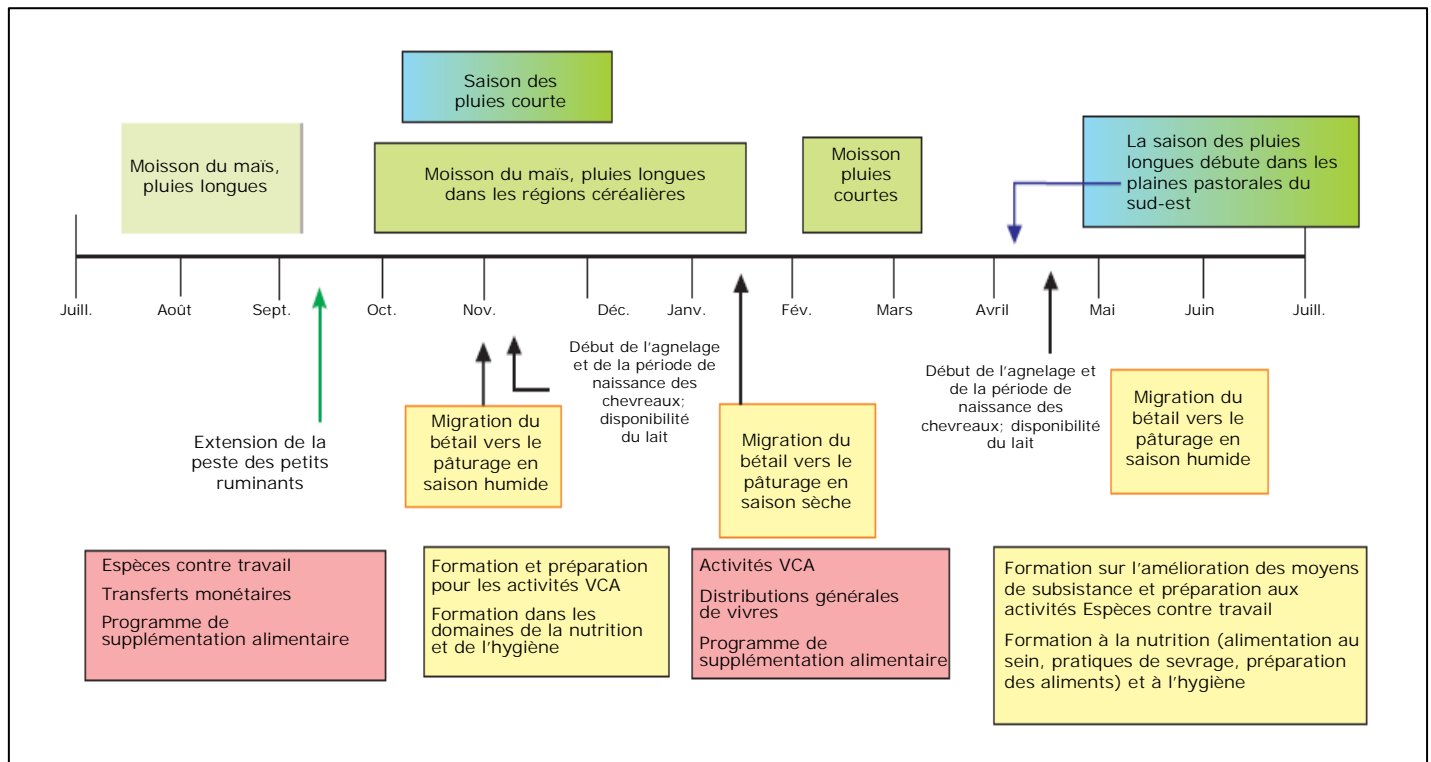 Saison des
pluies courte
Moisson du maïs,
pluies longues
Moisson du maïs, pluies longues
dans les régions céréalières
Moisson
pluies
courtes
La saison des pluies
longues débute dans les
plaines pastorales du
sud-est
Juill.
Août
Sept.
Oct.
Nov.
Déc.
Janv.
Fév.
Mars
Avril
Mai
Juin
Juill.
Extension de la
peste des petits
ruminants
Migration du
bétail vers le
pâturage en
saison humide
Début de l'agnelage
et de la période de
naissance des
chevreaux;
disponibilité
du lait
Migration du
bétail vers le
pâturage en
saison sèche
Début de l'agnelage et
de la période de
naissance des
chevreaux; disponibilité
du lait
Migration du
bétail vers le
pâturage en
saison humide
Espèces contre travail
Transferts monétaires
Programme de
supplémentation alimentaire
Formation et préparation
pour les activités VCA
Formation dans les
domaines de la nutrition
et de l'hygiène
Activités VCA
Distributions générales
de vivres
Programme de
supplémentation alimentaire
Formation sur l'amélioration des moyens
de subsistance et préparation aux
activités Espèces contre travail
Formation à la nutrition (alimentation au
sein, pratiques de sevrage, préparation
des aliments) et à l'hygiène